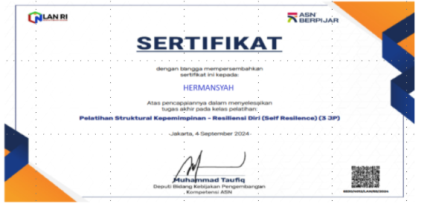 LAN RI
ASN
BERPIJAR
SERTIFIKAT
dengan bangga mempersembahkan
sertifikat ini kepada:
HERMANSYAH
Atas pencapaiannya dalam menyelesaikan
tugas akhir pada kelas pelatihan
Pelatihan Struktural Kepemimpinan - Resiliensi Diri (Self Resilence) (3 JP)
Jakarta, 4 September 2024
Muhammad Taufiq
Deputi Bidang Kebijakan Pengembangan
Kompetensi ASN